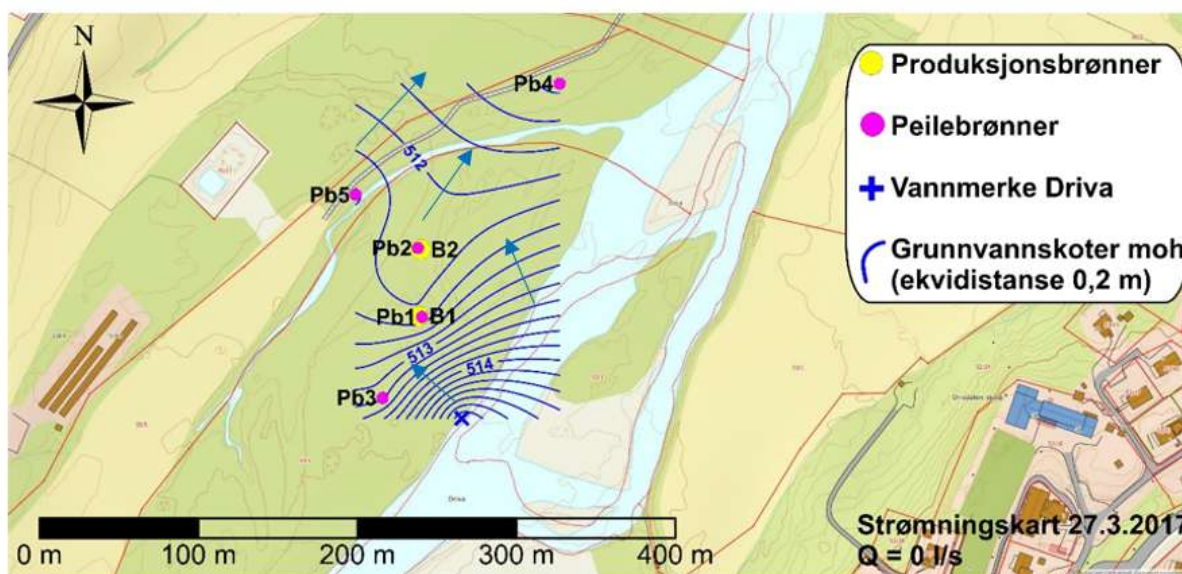 N
Pb4
512
Pb5
Pb2 B2
Pb1 B1
513
514
Pb3
Driva
0 m 100 m 200 m 300 m 400 m
Produksjonsbrønner
Peilebrønner
Vannmerke Driva
Grunnvannskoter moh
(ekvidistanse 0,2 m)
Strømningskart 27.3.2017
Q = 0 l/s